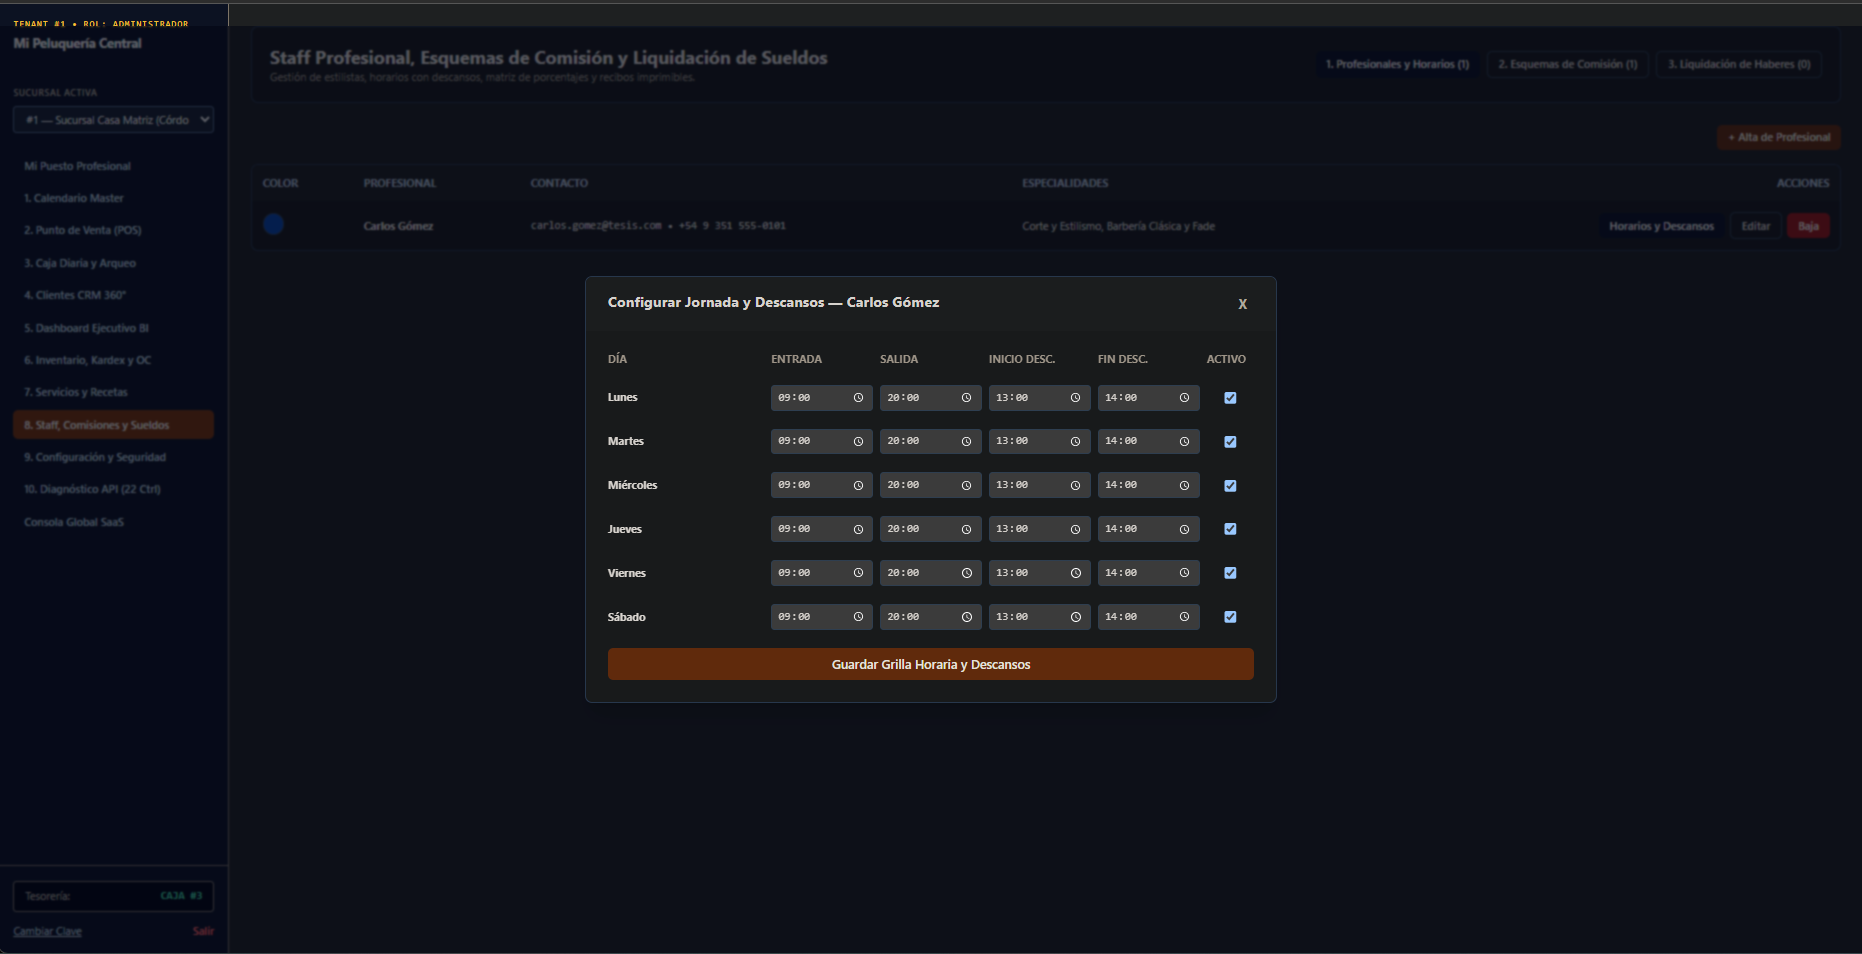 TENANT #1 • ROL: ADMINISTRADOR
Mi Peluquería Central
SUCURSAL ACTIVA
#1 — Sucursal Casa Matriz (Córdo
Mi Puesto Profesional
1. Calendario Master
2. Punto de Venta (POS)
3. Caja Diaria y Arqueo
4. Clientes CRM 360°
5. Dashboard Ejecutivo BI
6. Inventario, Kardex y OC
7. Servicios y Recetas
8. Staff, Comisiones y Sueldos
9. Configuración y Seguridad
10. Diagnóstico API (22 Ctrl)
Consola Global SaaS
Tesorería: CAJA #3
Cambiar Clave Salir
Staff Profesional, Esquemas de Comisión y Liquidación de Sueldos
Gestión de estilistas, horarios con descansos, matriz de porcentajes y recibos imprimibles.
1. Profesionales y Horarios (1) 2. Esquemas de Comisión (1) 3. Liquidación de Haberes (0)
+ Alta de Profesional
COLOR PROFESIONAL CONTACTO ESPECIALIDADES ACCIONES
Carlos Gómez carlos.gomez@tesis.com • +54 9 351 555-0101 Corte y Estilismo, Barbería Clásica y Fade Horarios y Descansos Editar Baja
Configurar Jornada y Descansos — Carlos Gómez X
DÍA ENTRADA SALIDA INICIO DESC. FIN DESC. ACTIVO
Lunes 09:00 20:00 13:00 14:00
Martes 09:00 20:00 13:00 14:00
Miércoles 09:00 20:00 13:00 14:00
Jueves 09:00 20:00 13:00 14:00
Viernes 09:00 20:00 13:00 14:00
Sábado 09:00 20:00 13:00 14:00
Guardar Grilla Horaria y Descansos